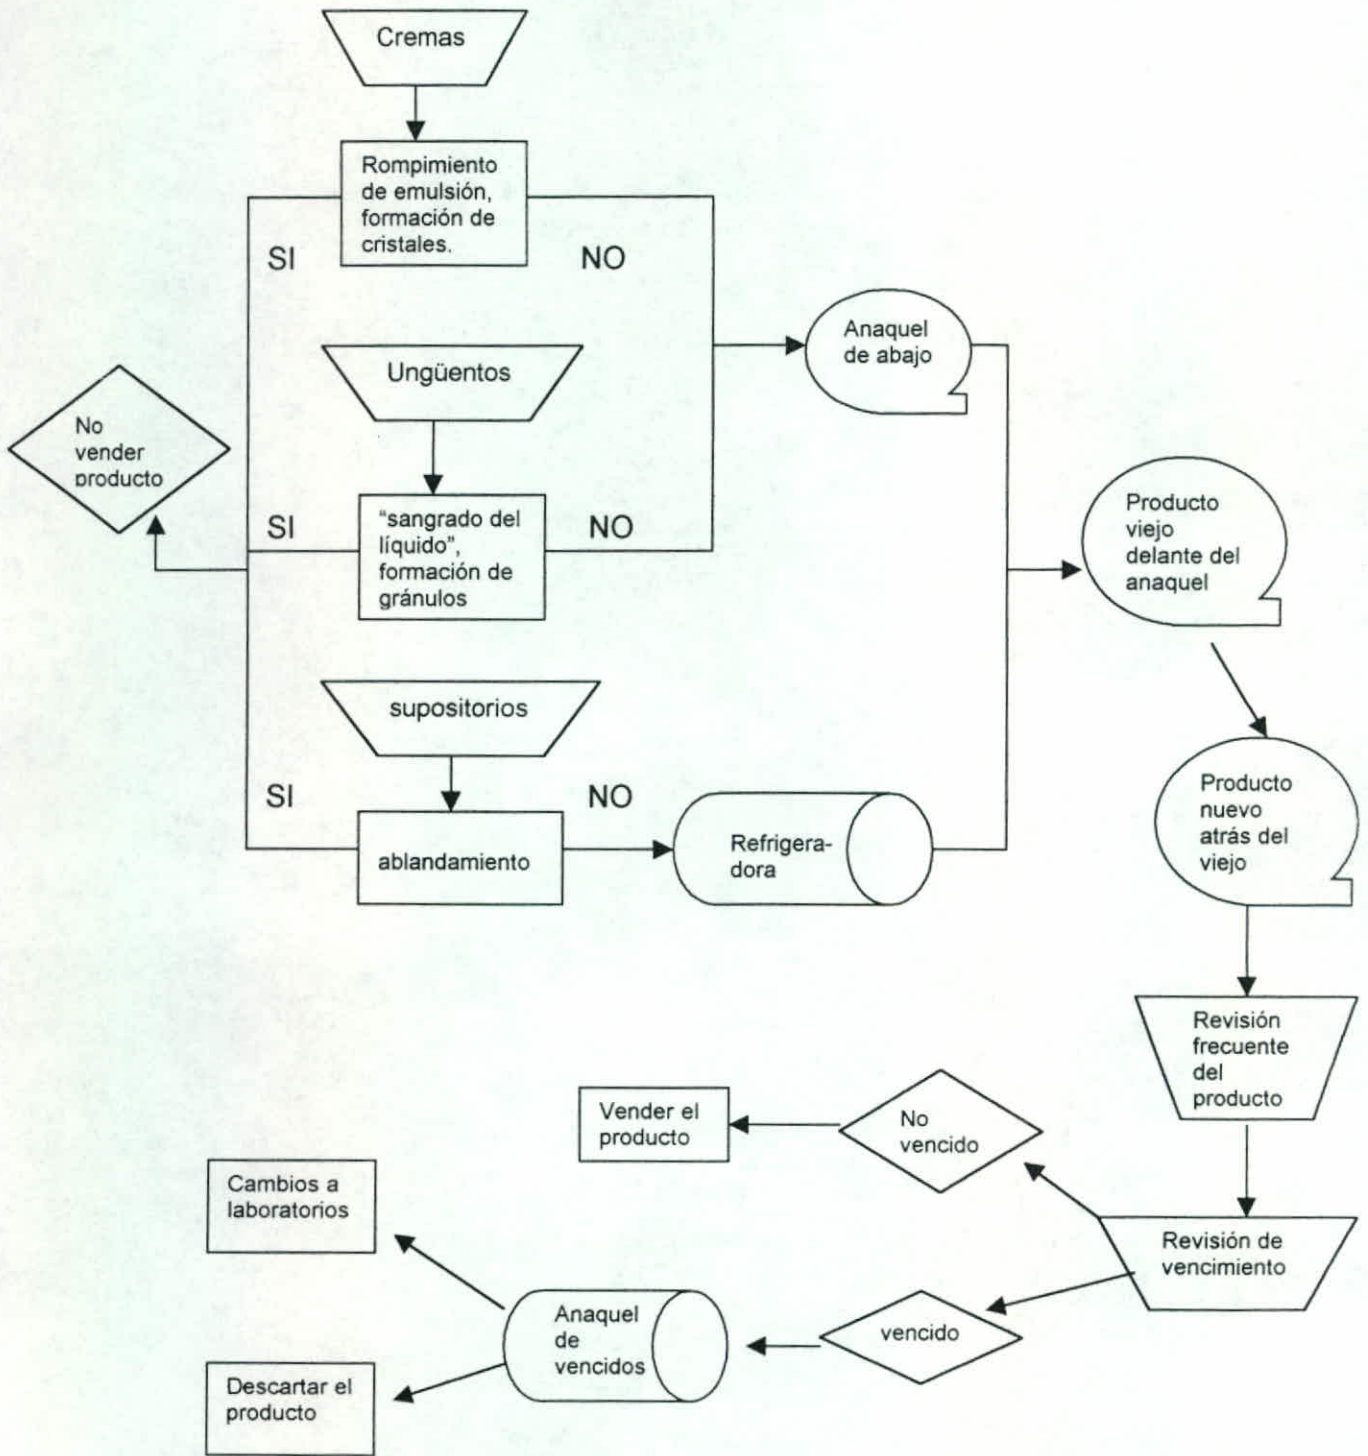 Cremas
Rompimiento
de emulsión,
formación de
cristales.
SI
NO
Anaquel
de abajo
Ungüentos
No
vender
producto
SI
"sangrado del
líquido",
formación de
gránulos
NO
Producto
viejo
delante del
anaquel
supositorios
SI
NO
ablandamiento
Refrigera-
dora
Producto
nuevo
atrás del
viejo
Revisión
frecuente
del
producto
Vender el
producto
No
vencido
Cambios a
laboratorios
Revisión de
vencimiento
Anaquel
de
vencidos
vencido
Descartar el
producto